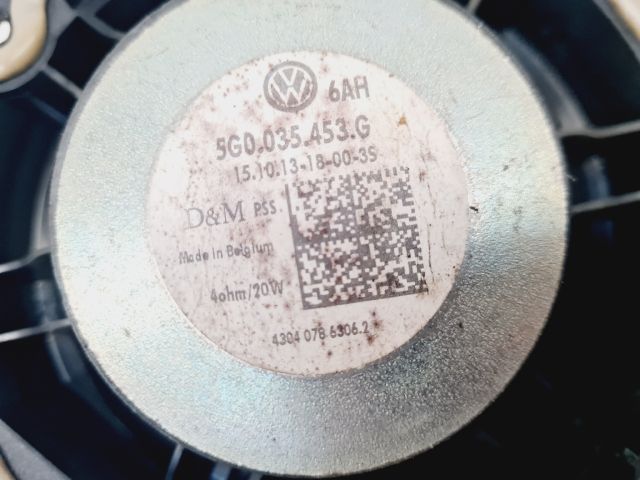 VW 6AH
5G0.035.453.G
15.10.13-18-00-3S
D&M PSS
Made in Belgium
4ohm/20W
4304 078 6306.2